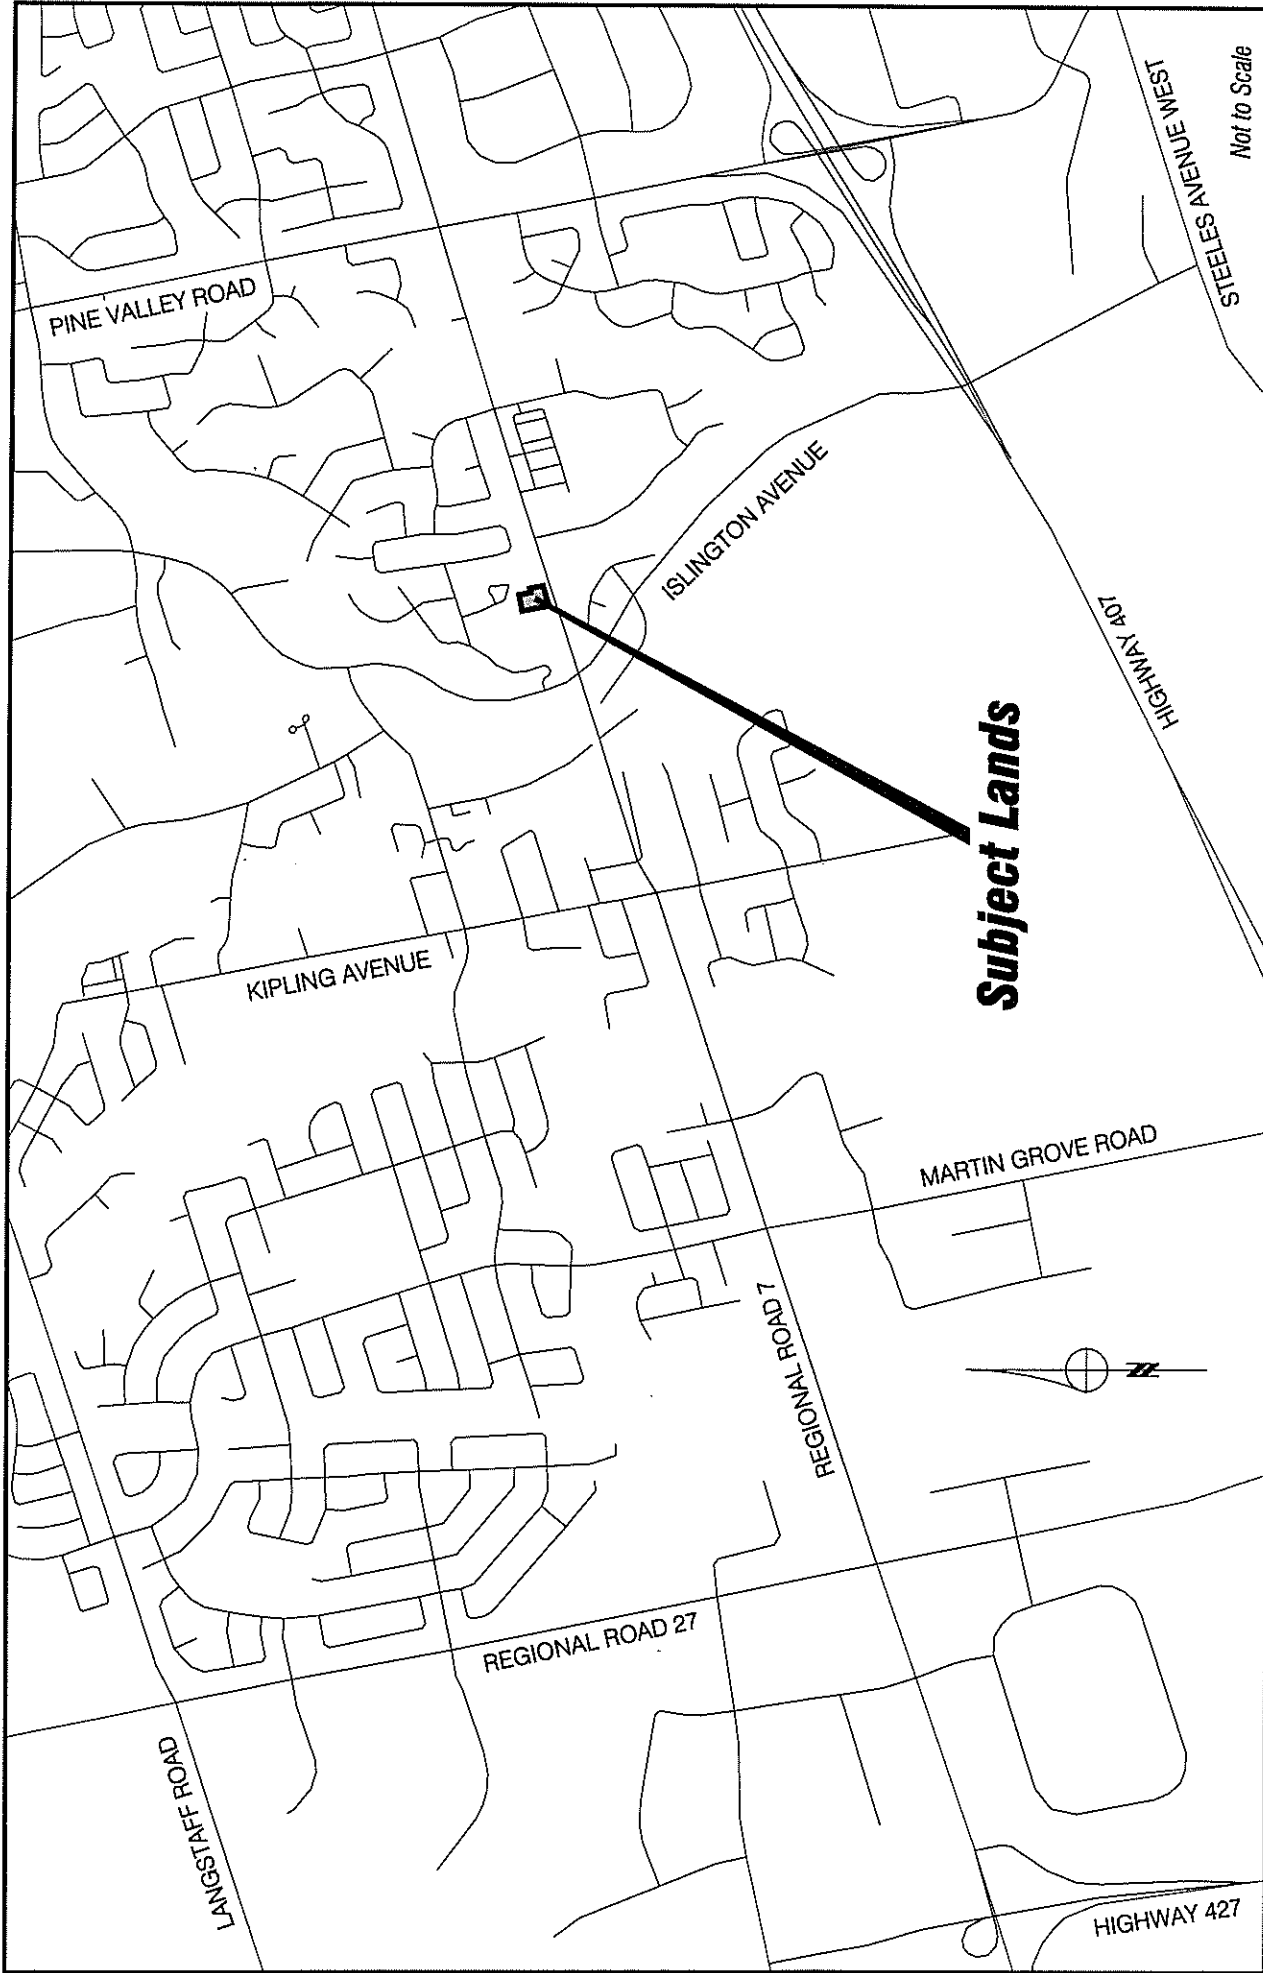 PINE VALLEY ROAD
STEELES AVENUE WEST
Not to Scale
ISLINGTON AVENUE
HIGHWAY 407
Subject Lands
KIPLING AVENUE
MARTIN GROVE ROAD
REGIONAL ROAD 7
REGIONAL ROAD 27
LANGSTAFF ROAD
HIGHWAY 427